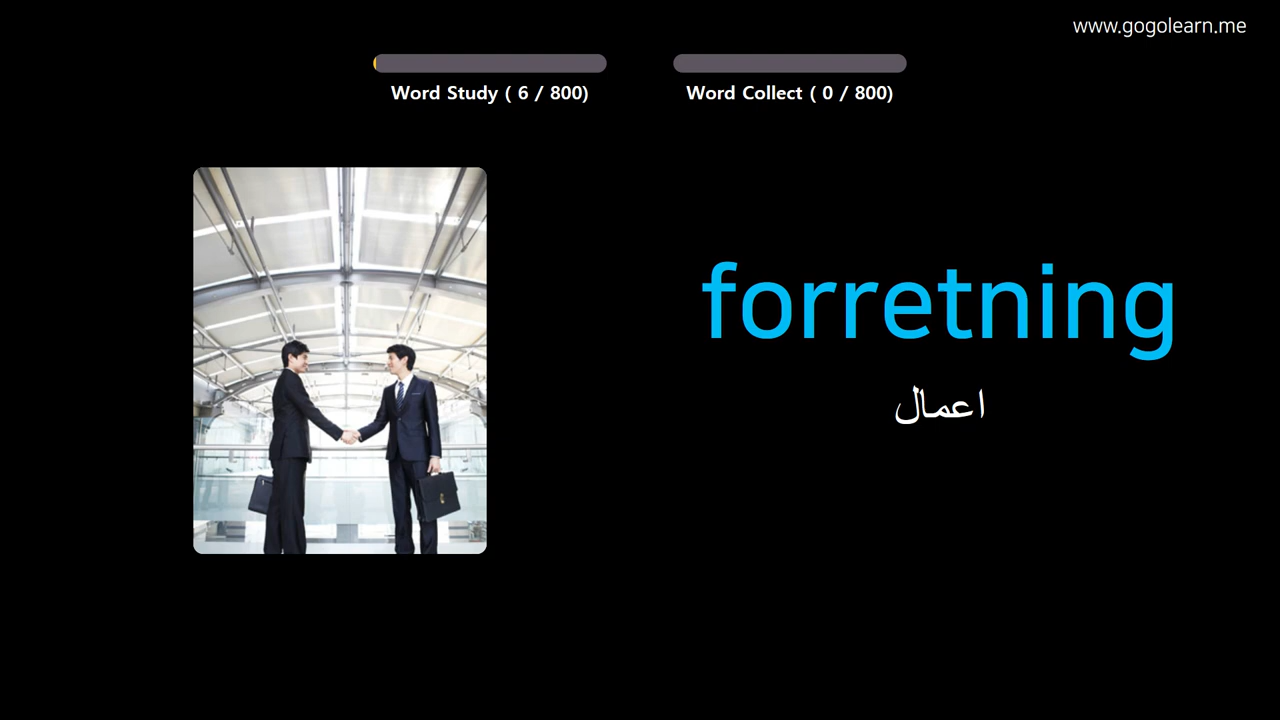 www.gogolearn.me
Word Study ( 6 / 800)
Word Collect ( 0 / 800)
forretning
اعمال